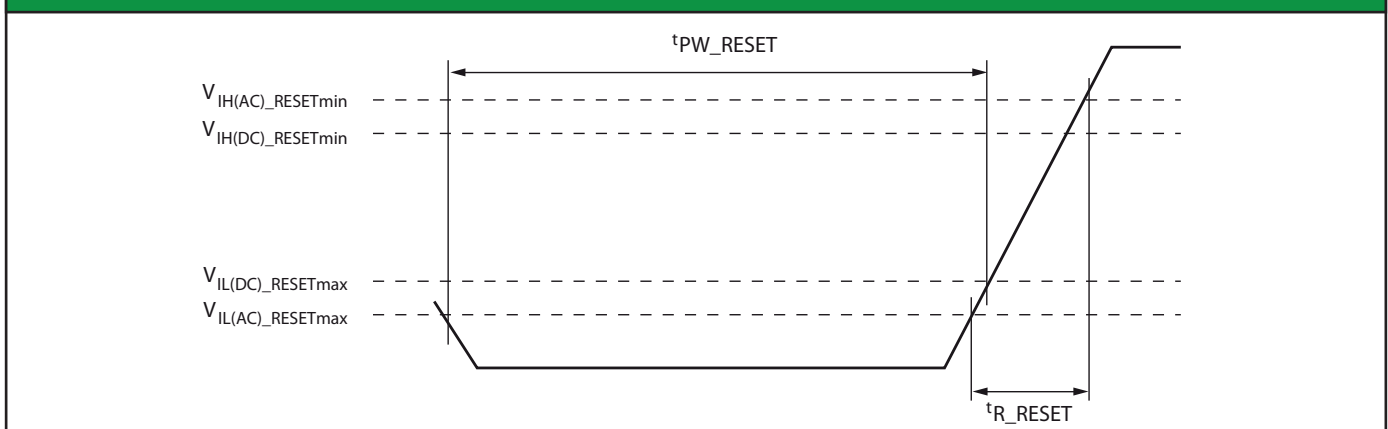 tPW_RESET
VIH(AC)_RESETmin
VIH(DC)_RESETmin
VIL(DC)_RESETmax
VIL(AC)_RESETmax
tR_RESET